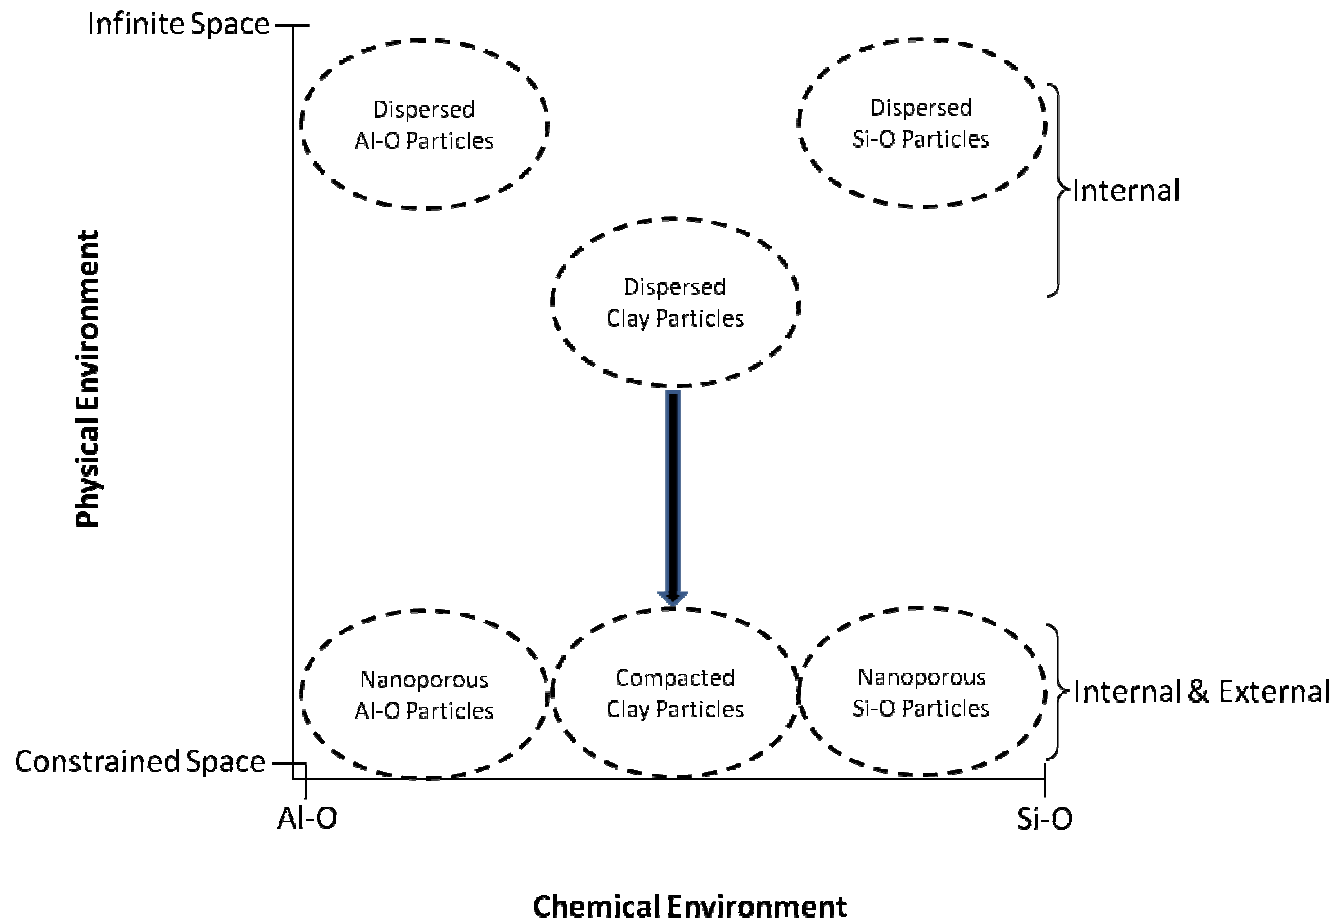 Infinite Space
Dispersed
Al-O Particles
Dispersed
Si-O Particles
Internal
Dispersed
Clay Particles
Physical Environment
Nanoporous
Al-O Particles
Compacted
Clay Particles
Nanoporous
Si-O Particles
Internal & External
Constrained Space
Al-O
Si-O
Chemical Environment